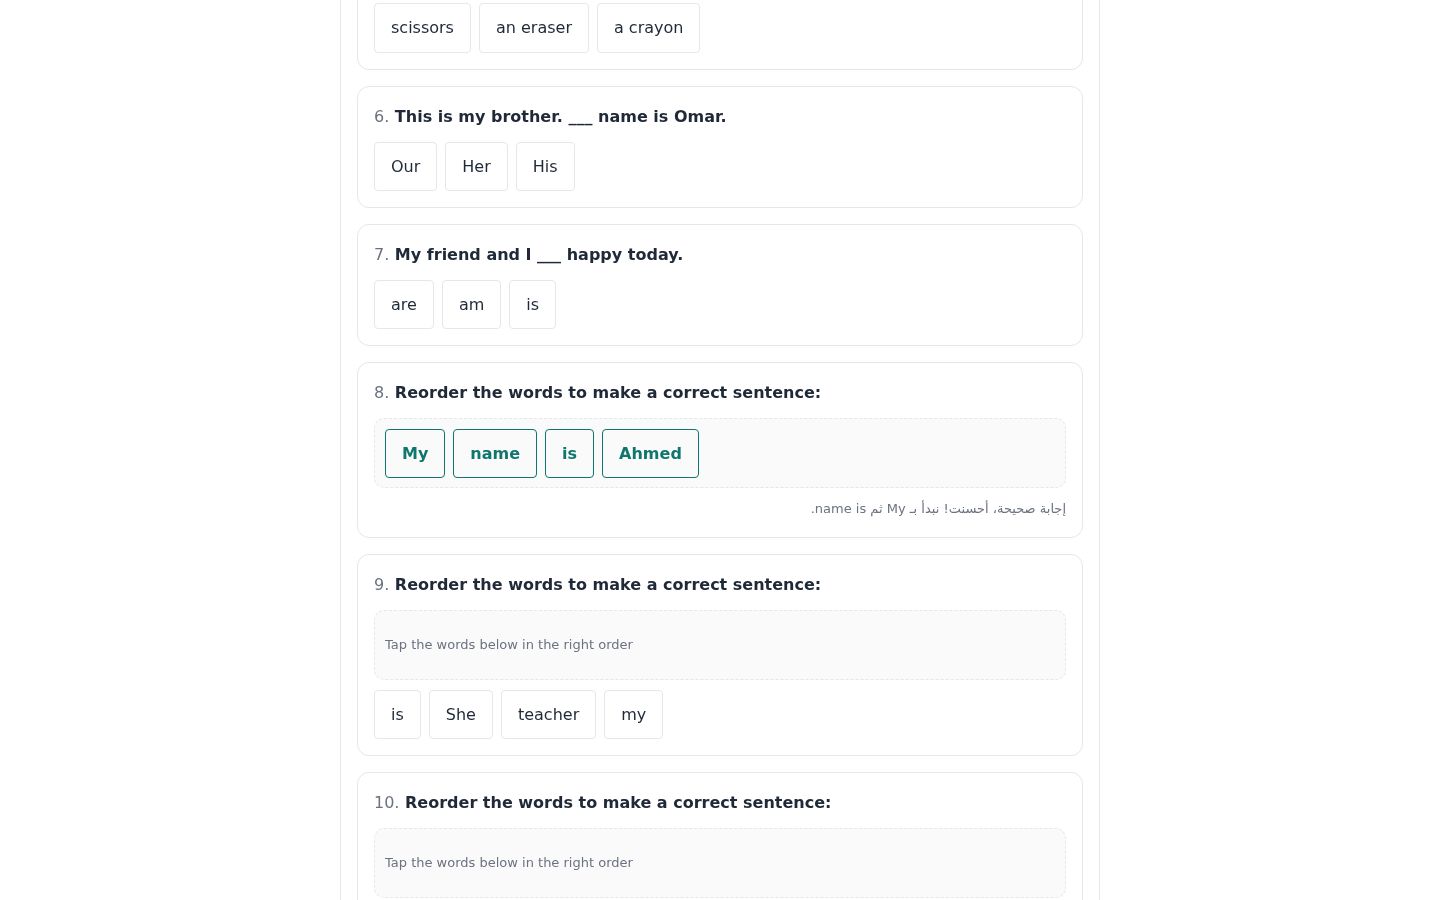 scissors an eraser a crayon
6. This is my brother. ___ name is Omar.
Our Her His
7. My friend and I ___ happy today.
are am is
8. Reorder the words to make a correct sentence:
My name is Ahmed
إجابة صحيحة، أحسنت! نبدأ بـ My ثم name is.
9. Reorder the words to make a correct sentence:
Tap the words below in the right order
is She teacher my
10. Reorder the words to make a correct sentence:
Tap the words below in the right order